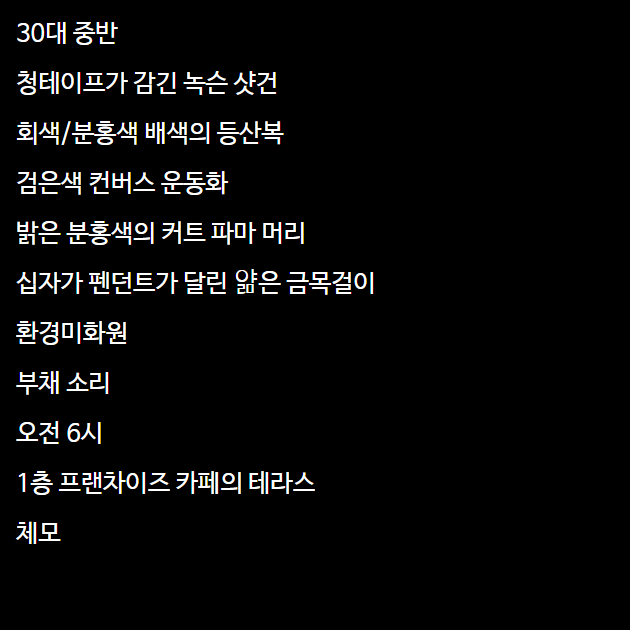 30대 중반
청테이프가 감긴 녹슨 샷건
회색/분홍색 배색의 등산복
검은색 컨버스 운동화
밝은 분홍색의 커트 파마 머리
십자가 펜던트가 달린 얆은 금목걸이
환경미화원
부채 소리
오전 6시
1층 프랜차이즈 카페의 테라스
체모